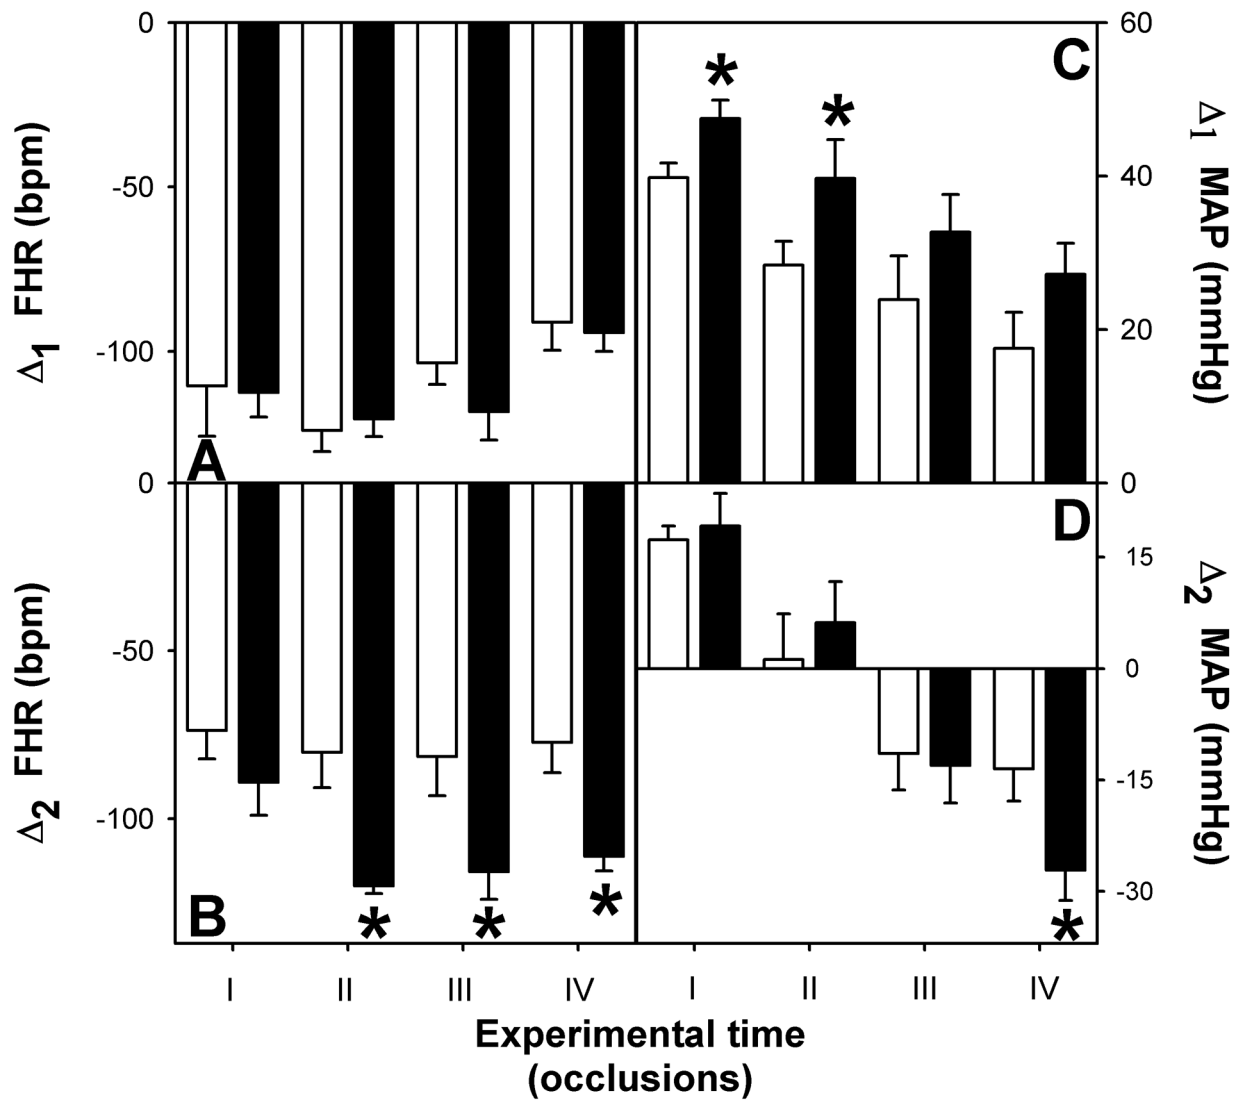 0
-50
-100
Δ1 FHR (bpm)
A
C
60
40
20
0
Δ1 MAP (mmHg)
*
*
0
-50
-100
Δ2 FHR (bpm)
B
*
*
*
D
15
0
-15
-30
Δ2 MAP (mmHg)
*
I II III IV I II III IV
Experimental time
(occlusions)